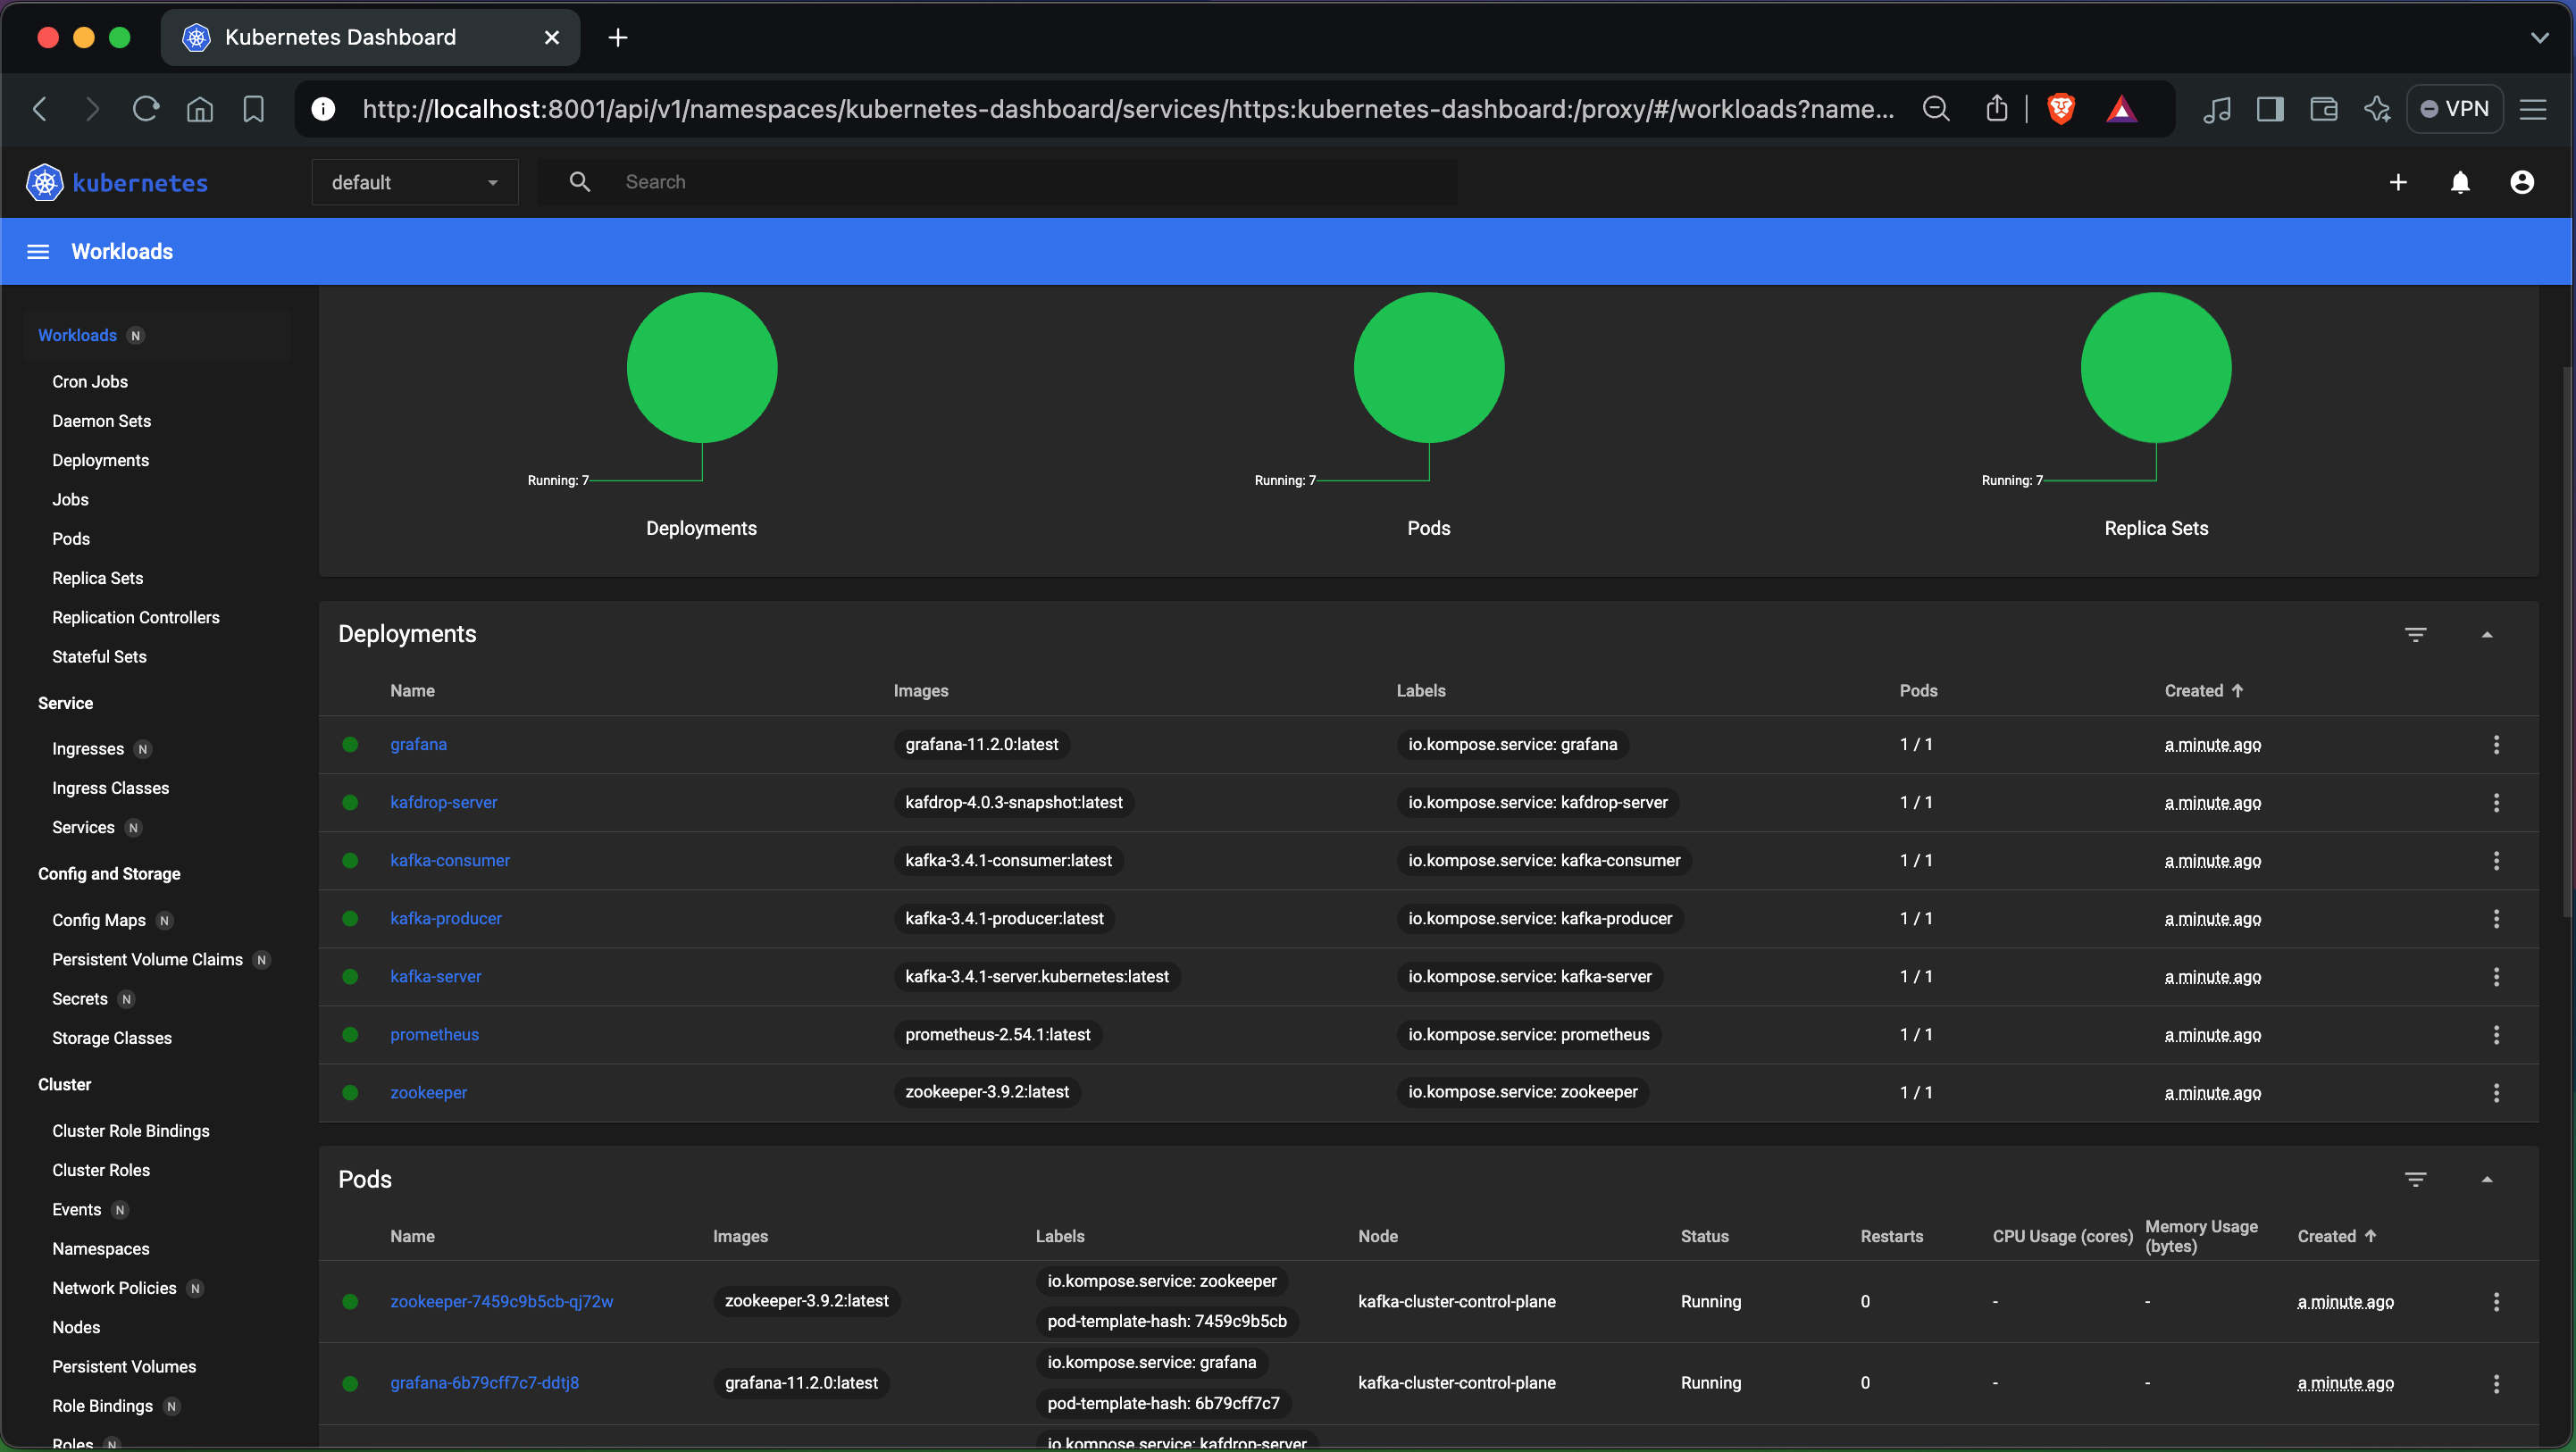 Kubernetes Dashboard
http://localhost:8001/api/v1/namespaces/kubernetes-dashboard/services/https:kubernetes-dashboard:/proxy/#/workloads?name...
VPN
kubernetes
default
Search
Workloads
Workloads N
Cron Jobs
Daemon Sets
Deployments
Jobs
Pods
Replica Sets
Replication Controllers
Stateful Sets
Service
Ingresses N
Ingress Classes
Services N
Config and Storage
Config Maps N
Persistent Volume Claims N
Secrets N
Storage Classes
Cluster
Cluster Role Bindings
Cluster Roles
Events N
Namespaces
Network Policies N
Nodes
Persistent Volumes
Role Bindings N
Roles N
Running: 7
Deployments
Running: 7
Pods
Running: 7
Replica Sets
Deployments
Name Images Labels Pods Created
grafana grafana-11.2.0:latest io.kompose.service: grafana 1 / 1 a minute ago
kafdrop-server kafdrop-4.0.3-snapshot:latest io.kompose.service: kafdrop-server 1 / 1 a minute ago
kafka-consumer kafka-3.4.1-consumer:latest io.kompose.service: kafka-consumer 1 / 1 a minute ago
kafka-producer kafka-3.4.1-producer:latest io.kompose.service: kafka-producer 1 / 1 a minute ago
kafka-server kafka-3.4.1-server.kubernetes:latest io.kompose.service: kafka-server 1 / 1 a minute ago
prometheus prometheus-2.54.1:latest io.kompose.service: prometheus 1 / 1 a minute ago
zookeeper zookeeper-3.9.2:latest io.kompose.service: zookeeper 1 / 1 a minute ago
Pods
Name Images Labels Node Status Restarts CPU Usage (cores) Memory Usage (bytes) Created
zookeeper-7459c9b5cb-qj72w zookeeper-3.9.2:latest io.kompose.service: zookeeper pod-template-hash: 7459c9b5cb kafka-cluster-control-plane Running 0 - - a minute ago
grafana-6b79cff7c7-ddtj8 grafana-11.2.0:latest io.kompose.service: grafana pod-template-hash: 6b79cff7c7 kafka-cluster-control-plane Running 0 - - a minute ago
io.kompose.service: kafdrop-server